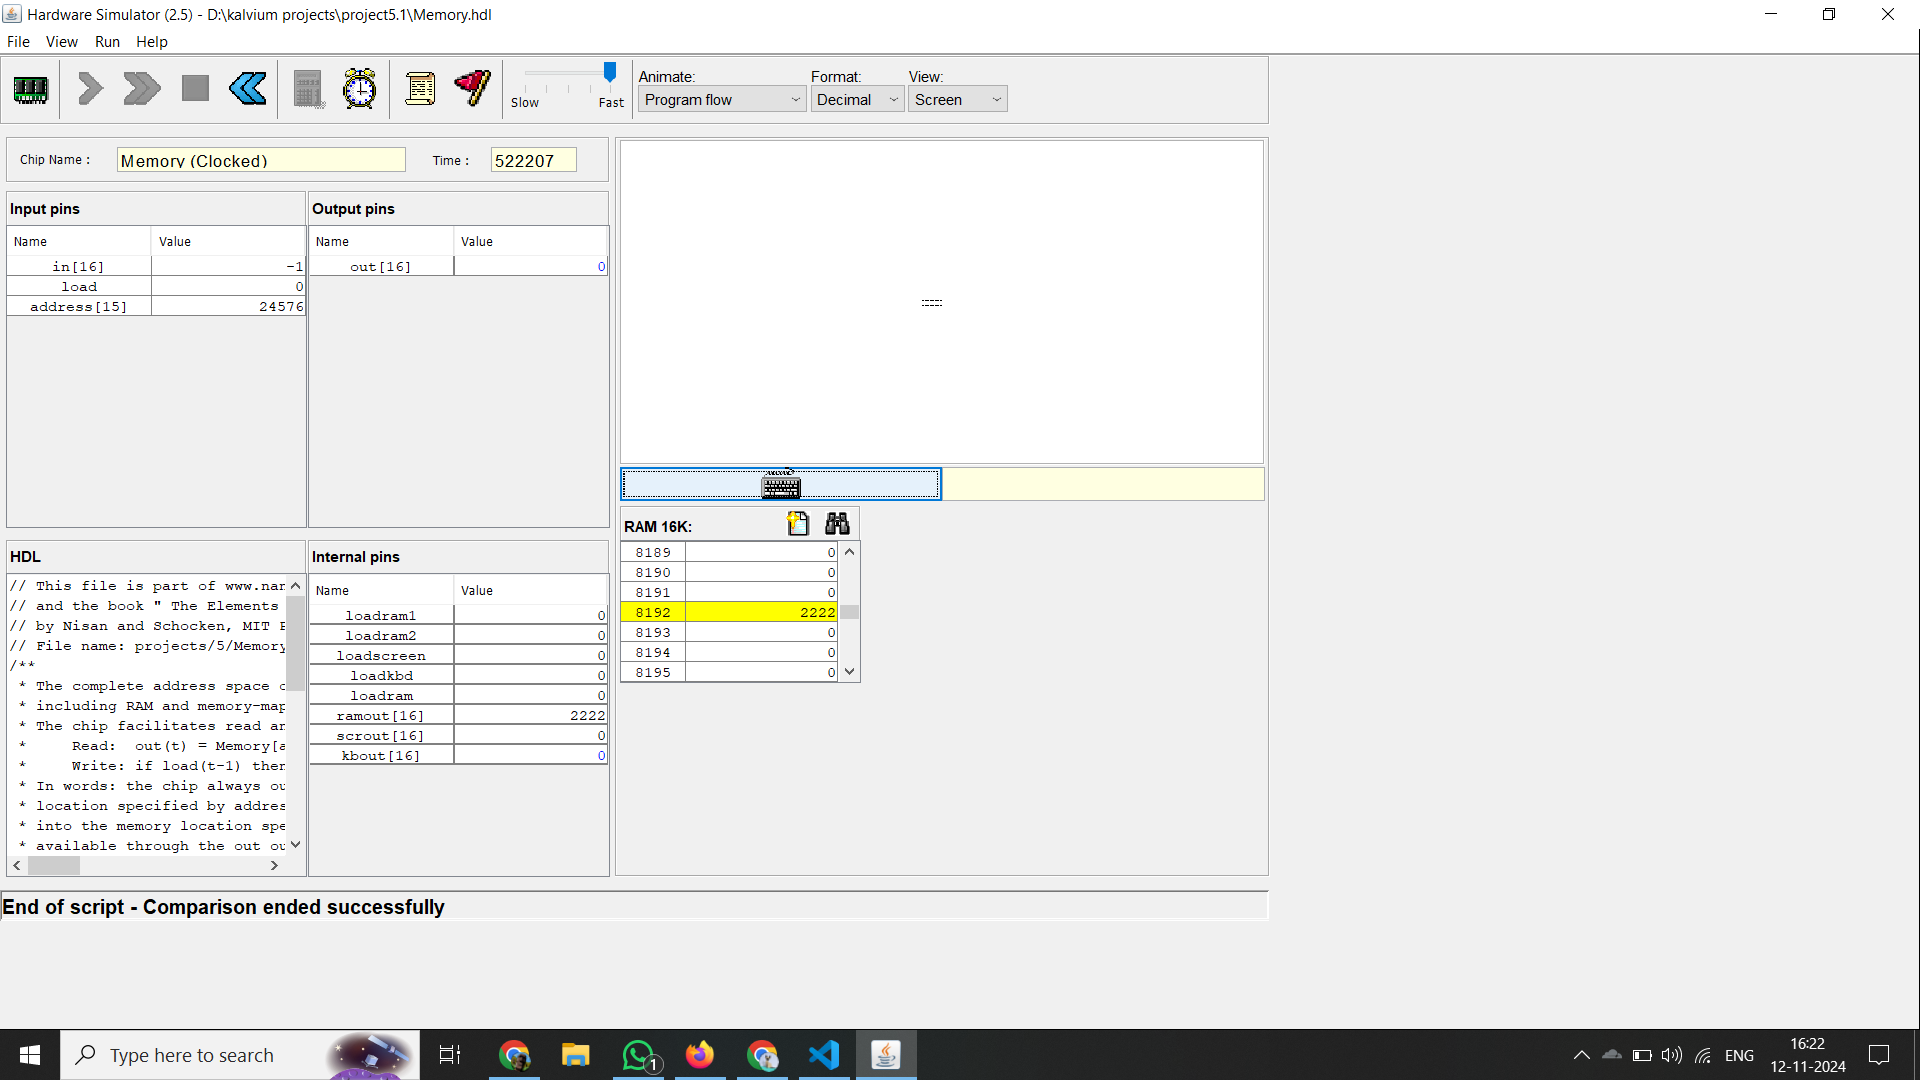 Hardware Simulator (2.5) - D:\kalvium projects\project5.1\Memory.hdl
File View Run Help
Slow Fast
Animate: Format: View:
Program flow Decimal Screen
Chip Name : Memory (Clocked) Time : 522207
Input pins
Name Value
in[16] -1
load 0
address[15] 24576
Output pins
Name Value
out[16] 0
HDL
// This file is part of www.nan
// and the book " The Elements
// by Nisan and Schocken, MIT P
// File name: projects/5/Memory
/**
* The complete address space o
* including RAM and memory-map
* The chip facilitates read an
* Read: out(t) = Memory[a
* Write: if load(t-1) then
* In words: the chip always ou
* location specified by addres
* into the memory location spe
* available through the out ou
Internal pins
Name Value
loadram1 0
loadram2 0
loadscreen 0
loadkbd 0
loadram 0
ramout[16] 2222
scrout[16] 0
kbout[16] 0
RAM 16K:
8189 0
8190 0
8191 0
8192 2222
8193 0
8194 0
8195 0
End of script - Comparison ended successfully
Type here to search
1
ENG
16:22
12-11-2024